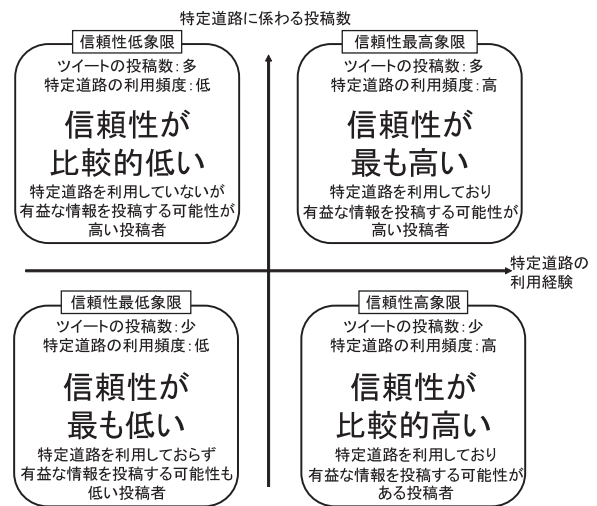 特定道路に係わる投稿数
信頼性低象限
ツイートの投稿数:多
特定道路の利用頻度:低
信頼性が
比較的低い
特定道路を利用していないが
有益な情報を投稿する可能性が
高い投稿者
信頼性最高象限
ツイートの投稿数:多
特定道路の利用頻度:高
信頼性が
最も高い
特定道路を利用しており
有益な情報を投稿する可能性が
高い投稿者
特定道路の
利用経験
信頼性最低象限
ツイートの投稿数:少
特定道路の利用頻度:低
信頼性が
最も低い
特定道路を利用しておらず
有益な情報を投稿する可能性も
低い投稿者
信頼性高象限
ツイートの投稿数:少
特定道路の利用頻度:高
信頼性が
比較的高い
特定道路を利用しており
有益な情報を投稿する可能性が
ある投稿者